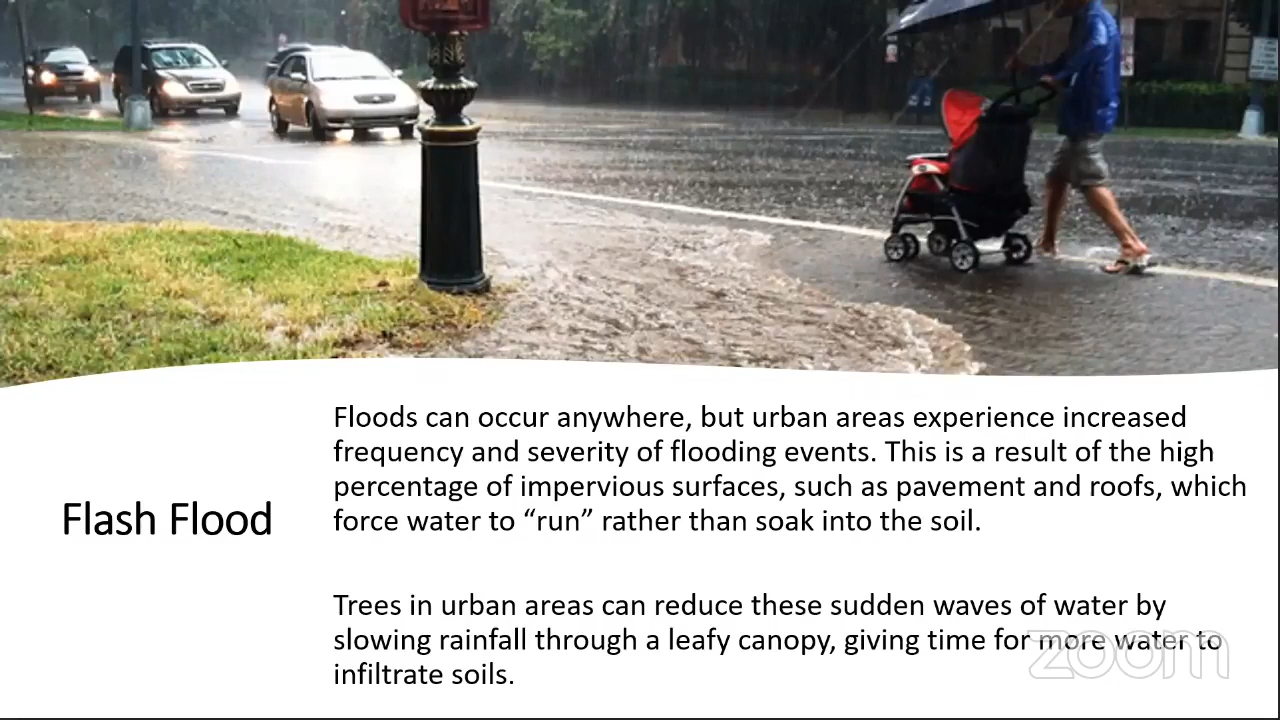 Flash Flood
Floods can occur anywhere, but urban areas experience increased
frequency and severity of flooding events. This is a result of the high
percentage of impervious surfaces, such as pavement and roofs, which
force water to “run” rather than soak into the soil.
Trees in urban areas can reduce these sudden waves of water by
slowing rainfall through a leafy canopy, giving time for more water to
infiltrate soils.
zoom